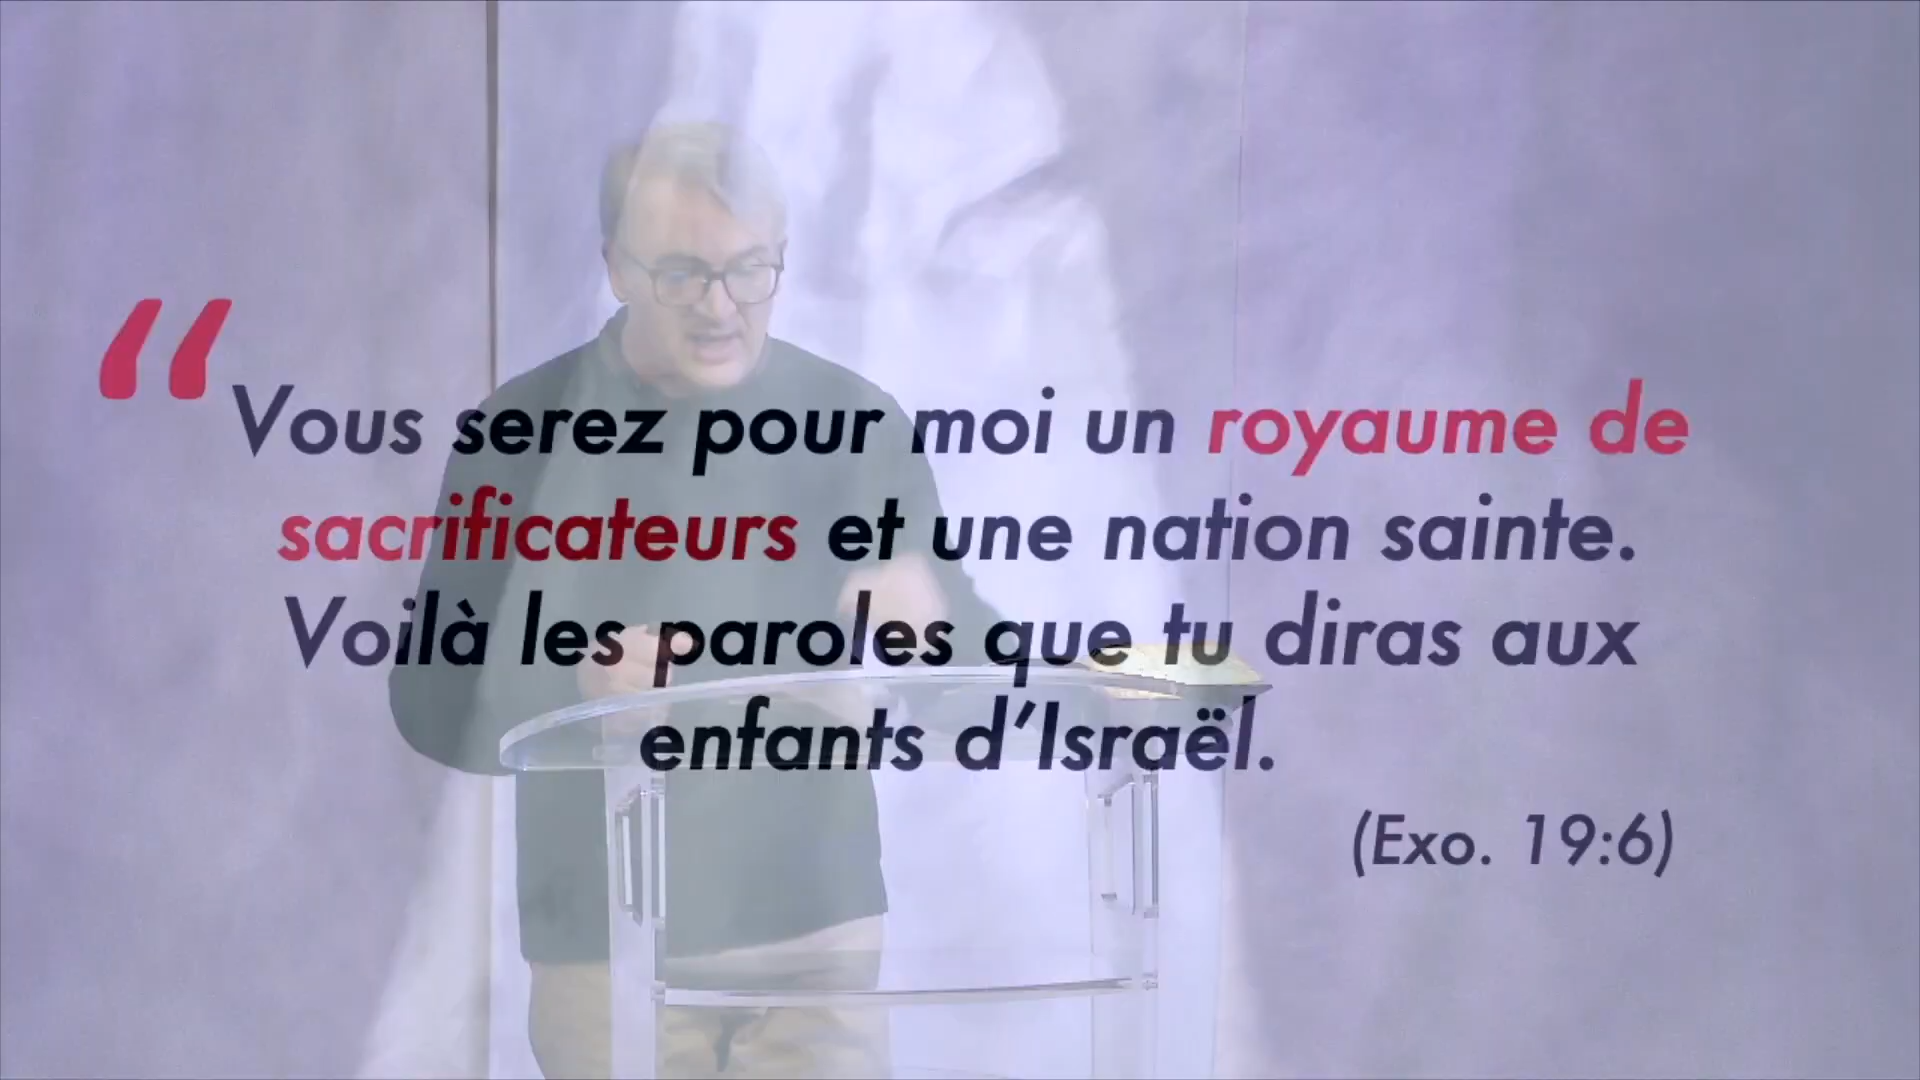 “Vous serez pour moi un royaume de
sacrificateurs et une nation sainte.
Voilà les paroles que tu diras aux
enfants d’Israël.
(Exo. 19:6)